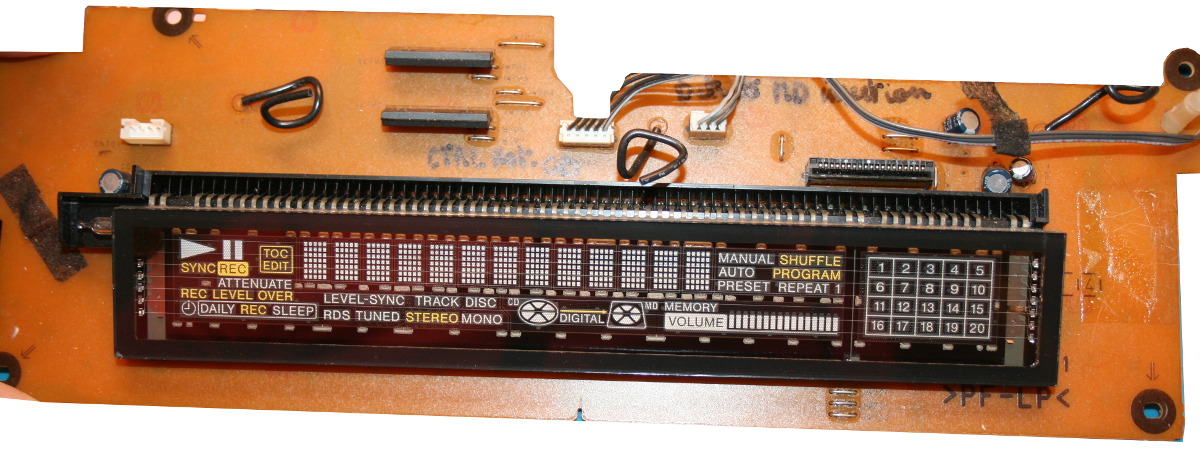 TOC
EDIT
SYNC REC
ATTENUATE
REC LEVEL OVER
DAILY REC SLEEP
LEVEL-SYNC TRACK DISC
RDS TUNED STEREO MONO
CD DIGITAL MD
MANUAL SHUFFLE
AUTO PROGRAM
PRESET REPEAT 1
MEMORY
VOLUME
1 2 3 4 5
6 7 8 9 10
11 12 13 14 15
16 17 18 19 20
>PF-LP<